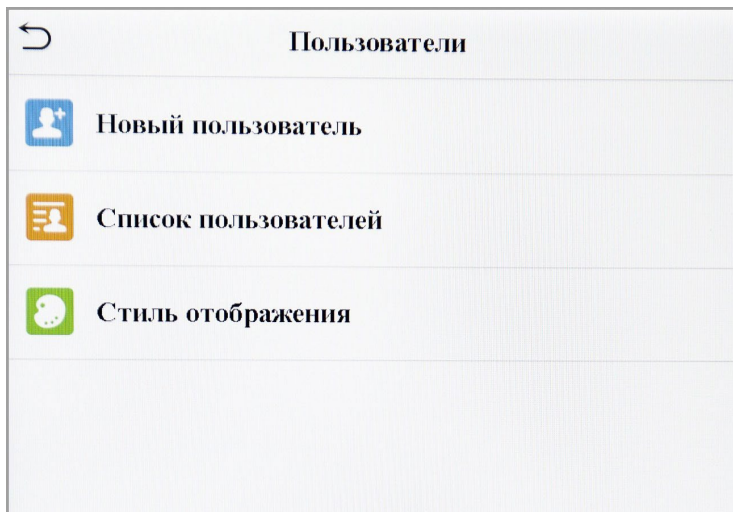 Пользователи
Новый пользователь
Список пользователей
Стиль отображения